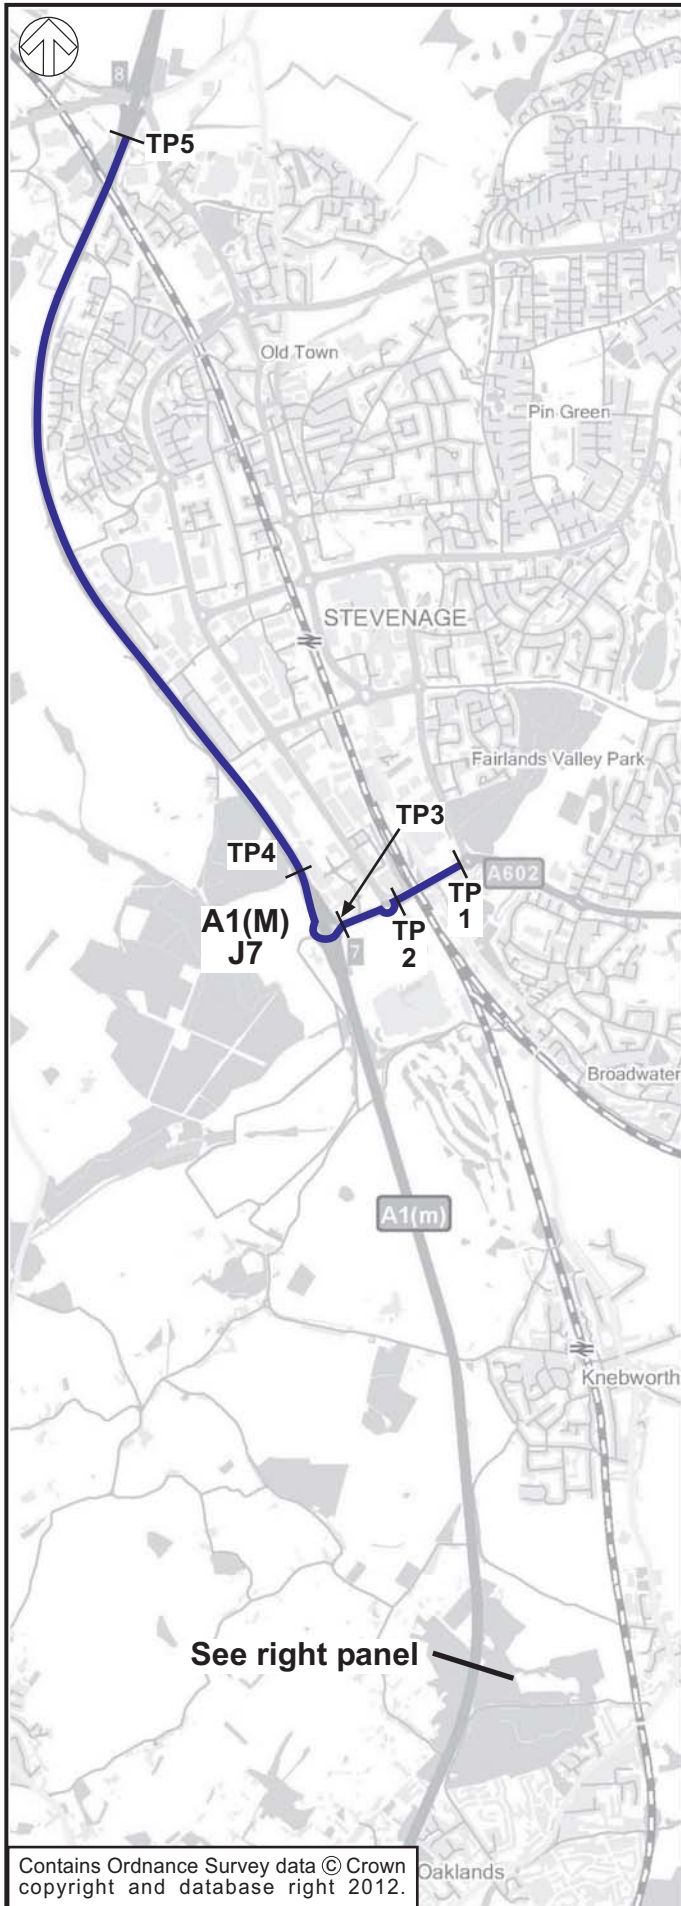 8
TP5
Old Town
Pin Green
STEVENAGE
Fairlands Valley Park
TP3
TP4
A602
TP
1
A1(M)
J7
TP
2
7
Broadwater
A1(m)
Knebworth
See right panel
Oaklands
Contains Ordnance Survey data © Crown
copyright and database right 2012.